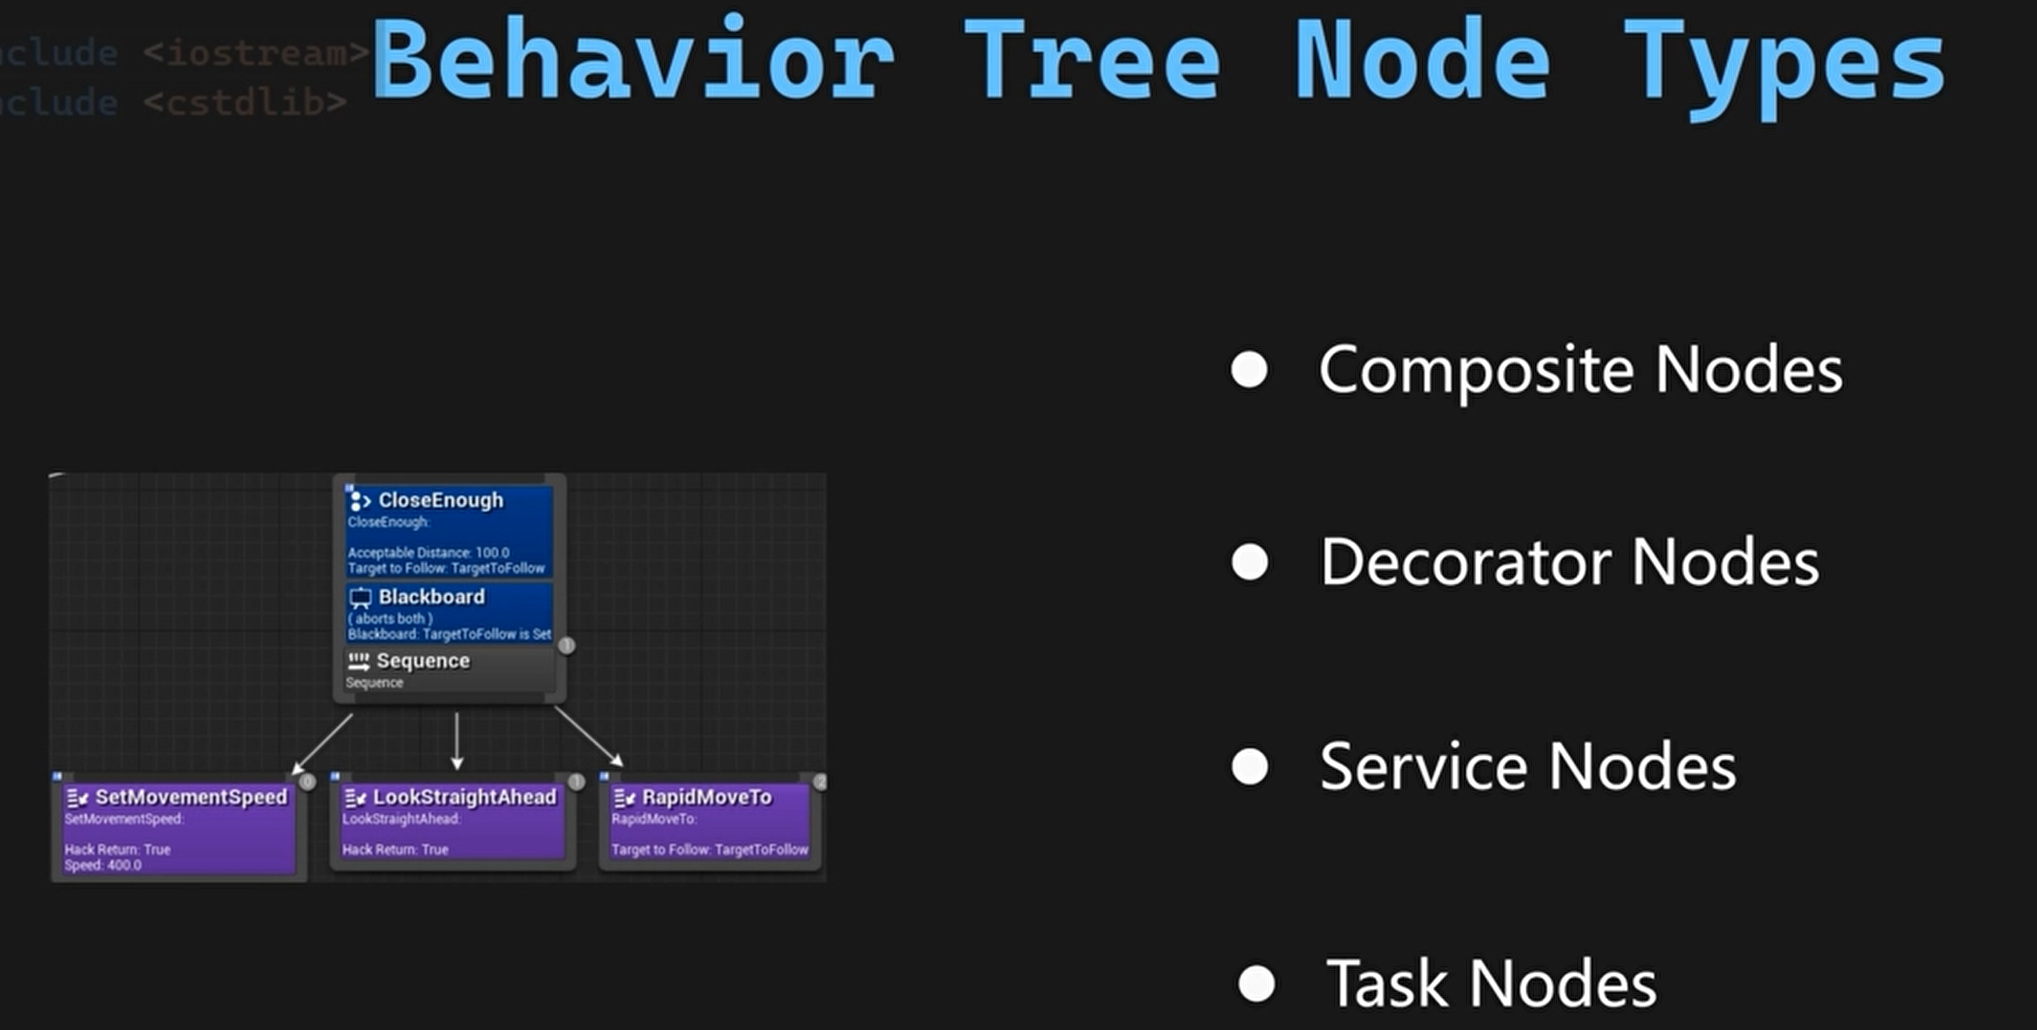 clude <iostream>
clude <cstdlib>
Behavior Tree Node Types
CloseEnough
CloseEnough:
Acceptable Distance: 100.0
Target to Follow: TargetToFollow
Blackboard
( aborts both )
Blackboard: TargetToFollow is Set
1
Sequence
Sequence
0
SetMovementSpeed
SetMovementSpeed:
Hack Return: True
Speed: 400.0
1
LookStraightAhead
LookStraightAhead:
Hack Return: True
2
RapidMoveTo
RapidMoveTo:
Target to Follow: TargetToFollow
Composite Nodes
Decorator Nodes
Service Nodes
Task Nodes